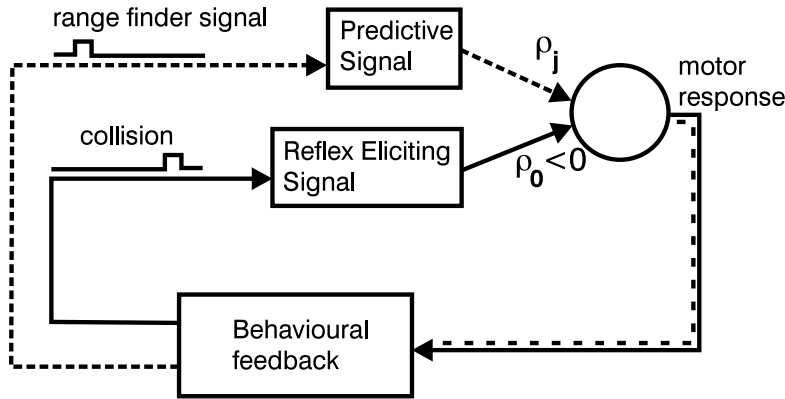 range finder signal
Predictive
Signal
ρj
motor
response
collision
Reflex Eliciting
Signal
ρ0<0
Behavioural
feedback